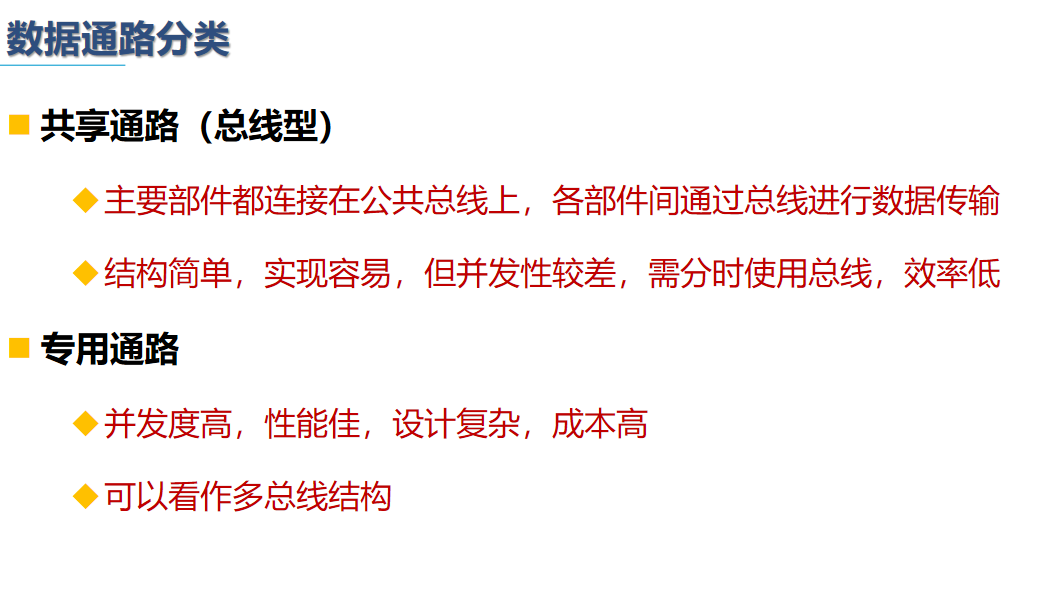 数据通路分类
共享通路（总线型）
主要部件都连接在公共总线上，各部件间通过总线进行数据传输
结构简单，实现容易，但并发性较差，需分时使用总线，效率低
专用通路
并发度高，性能佳，设计复杂，成本高
可以看作多总线结构